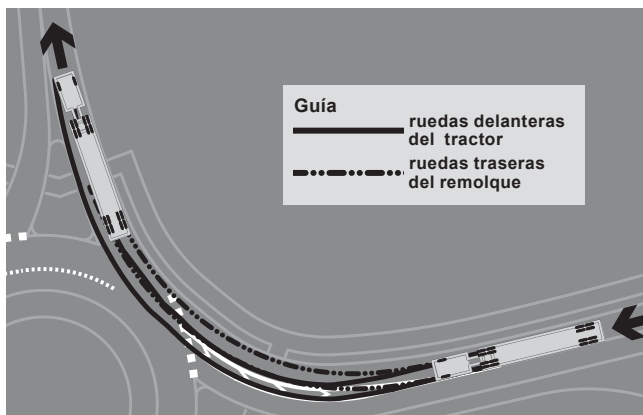 Guía
ruedas delanteras
del tractor
ruedas traseras
del remolque